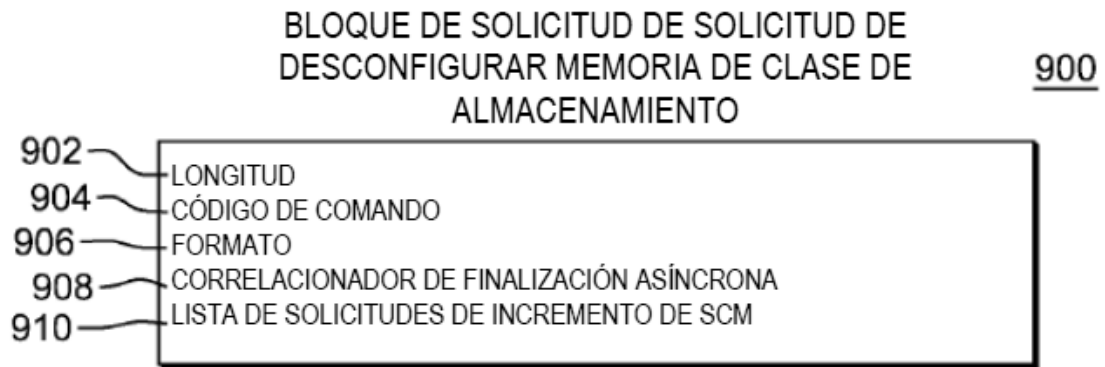 BLOQUE DE SOLICITUD DE SOLICITUD DE
DESCONFIGURAR MEMORIA DE CLASE DE
ALMACENAMIENTO
900
902 LONGITUD
904 CÓDIGO DE COMANDO
906 FORMATO
908 CORRELACIONADOR DE FINALIZACIÓN ASÍNCRONA
910 LISTA DE SOLICITUDES DE INCREMENTO DE SCM